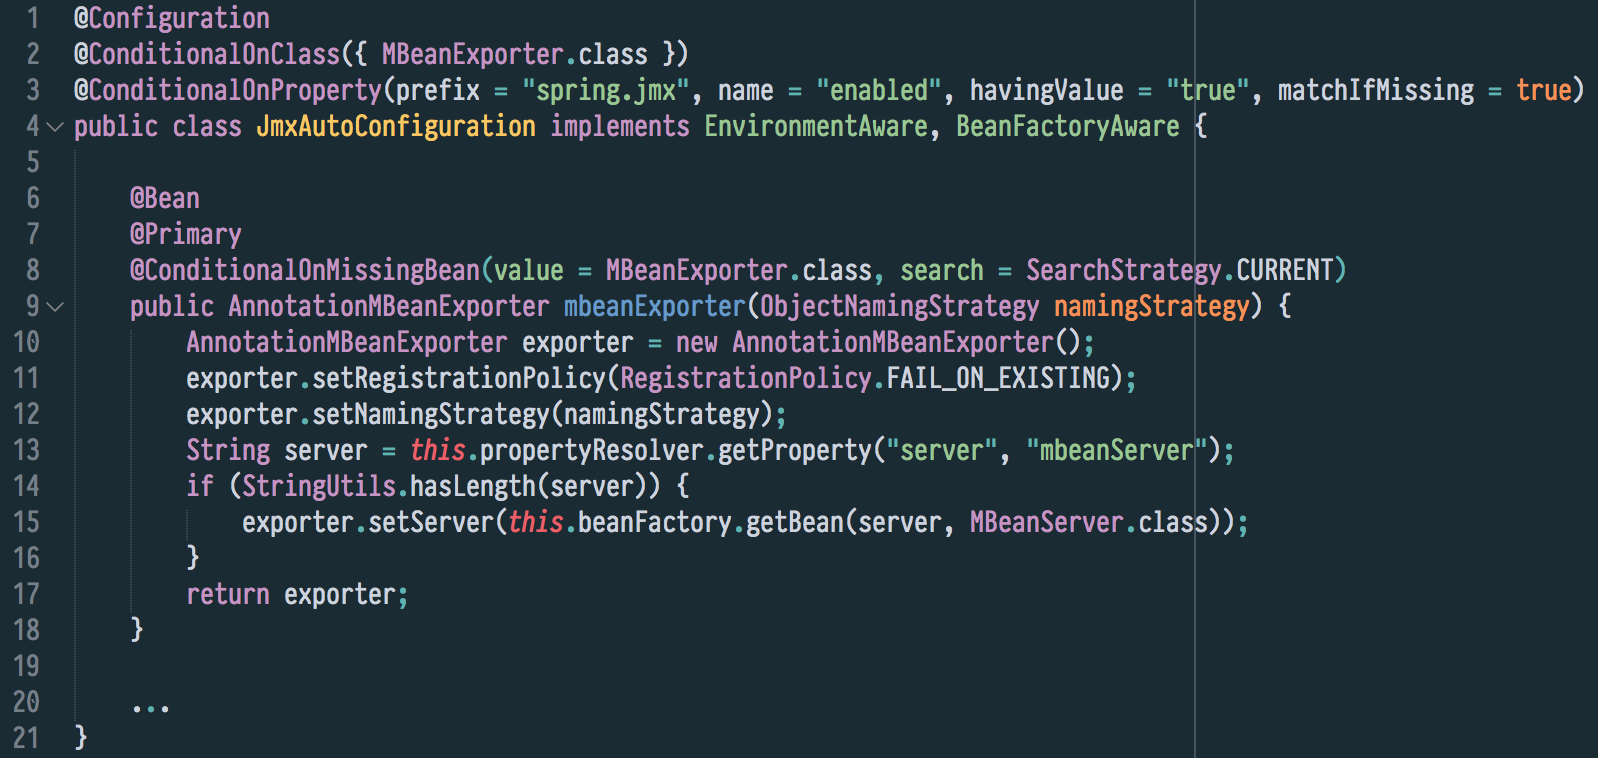 1 @Configuration
2 @ConditionalOnClass({ MBeanExporter.class })
3 @ConditionalOnProperty(prefix = "spring.jmx", name = "enabled", havingValue = "true", matchIfMissing = true)
4 public class JmxAutoConfiguration implements EnvironmentAware, BeanFactoryAware {
5
6     @Bean
7     @Primary
8     @ConditionalOnMissingBean(value = MBeanExporter.class, search = SearchStrategy.CURRENT)
9     public AnnotationMBeanExporter mbeanExporter(ObjectNamingStrategy namingStrategy) {
10         AnnotationMBeanExporter exporter = new AnnotationMBeanExporter();
11         exporter.setRegistrationPolicy(RegistrationPolicy.FAIL_ON_EXISTING);
12         exporter.setNamingStrategy(namingStrategy);
13         String server = this.propertyResolver.getProperty("server", "mbeanServer");
14         if (StringUtils.hasLength(server)) {
15             exporter.setServer(this.beanFactory.getBean(server, MBeanServer.class));
16         }
17         return exporter;
18     }
19
20     ...
21 }